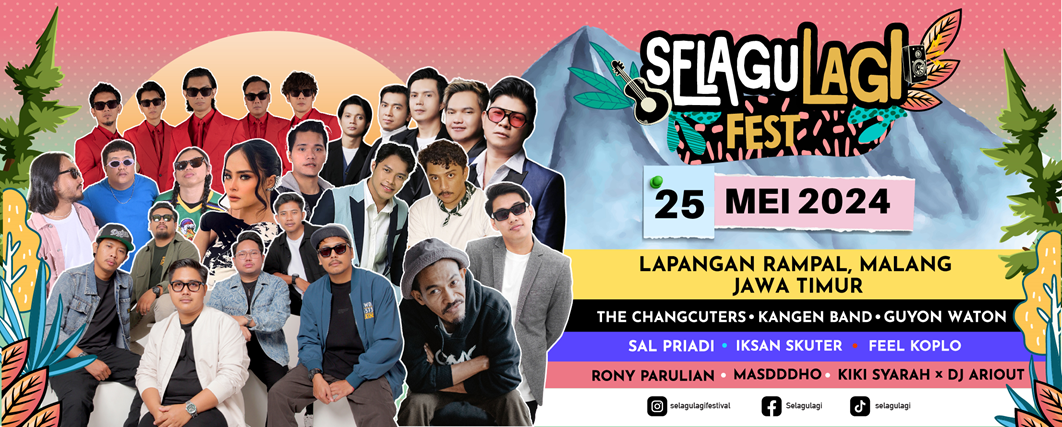 SELAGULAGI
FEST
25 MEI 2024
LAPANGAN RAMPAL, MALANG
JAWA TIMUR
THE CHANGCUTERS • KANGEN BAND • GUYON WATON
SAL PRIADI • IKSAN SKUTER • FEEL KOPLO
RONY PARULIAN • MASDDDHO • KIKI SYARAH × DJ ARIOUT
selagulagifestival Selagulagi selagulagi